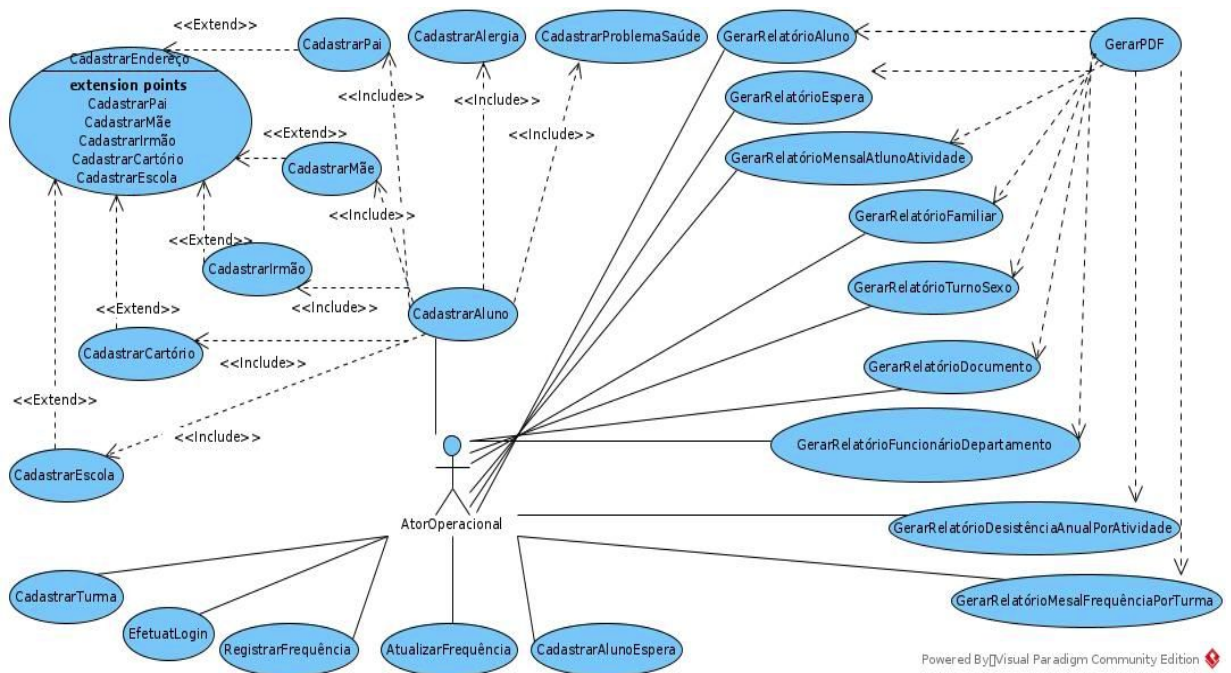 <<Extend>>
CadastrarPai
CadastrarAlergia
CadastrarProblemaSaúde
GerarRelatórioAluno
GerarPDF
CadastrarEndereço
extension points
CadastrarPai
CadastrarMãe
CadastrarIrmão
CadastrarCartório
CadastrarEscola
<<Include>>
<<Include>>
<<Include>>
GerarRelatórioEspera
<<Extend>>
CadastrarMãe
GerarRelatórioMensalAtlunoAtividade
<<Include>>
GerarRelatórioFamiliar
<<Extend>>
CadastrarIrmão
<<Include>>
GerarRelatórioTurnoSexo
<<Extend>>
CadastrarAluno
CadastrarCartório
<<Include>>
GerarRelatórioDocumento
<<Extend>>
<<Include>>
GerarRelatórioFuncionárioDepartamento
CadastrarEscola
AtorOperacional
GerarRelatórioDesistênciaAnualPorAtividade
CadastrarTurma
GerarRelatórioMesalFrequênciaPorTurma
EfetuatLogin
RegistrarFrequência
AtualizarFrequência
CadastrarAlunoEspera
Powered By▯Visual Paradigm Community Edition